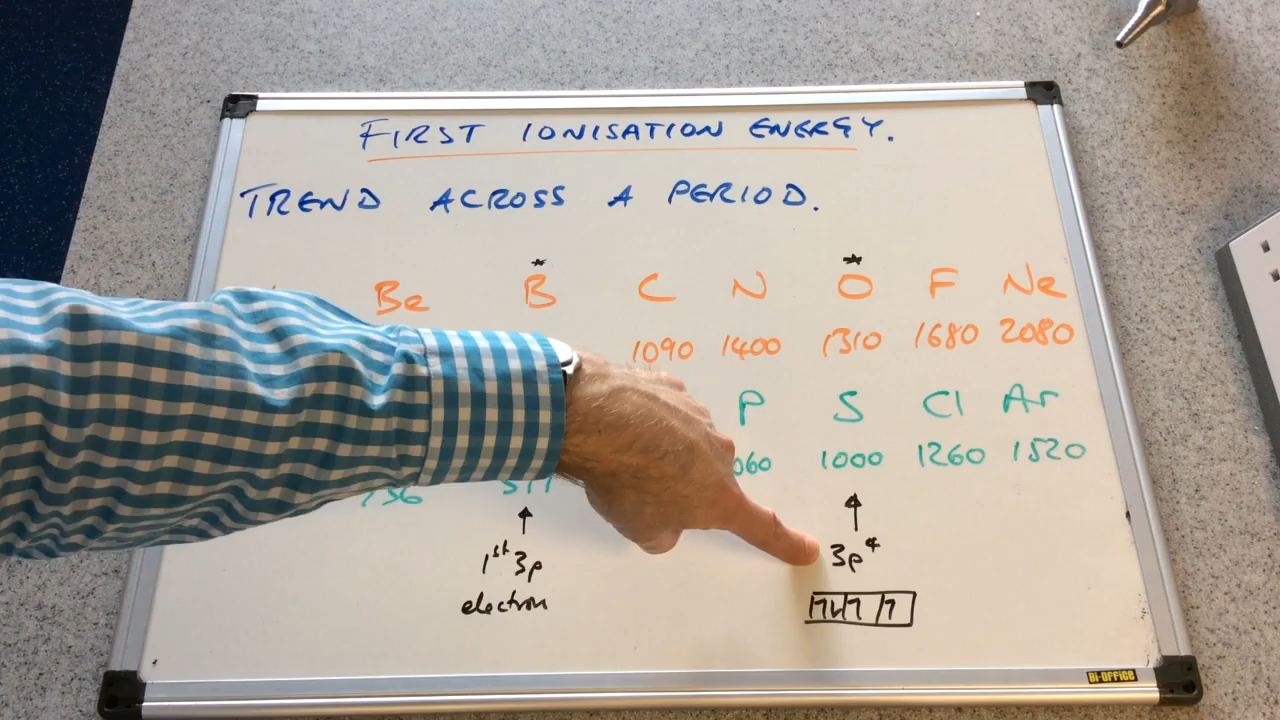 FIRST IONISATION ENERGY.
TREND ACROSS A PERIOD.
* *
Be B C N O F Ne
1090 1400 1310 1680 2080
P S Cl Ar
060 1000 1260 1520
1st 3p
electron
3p4
Bi-Office